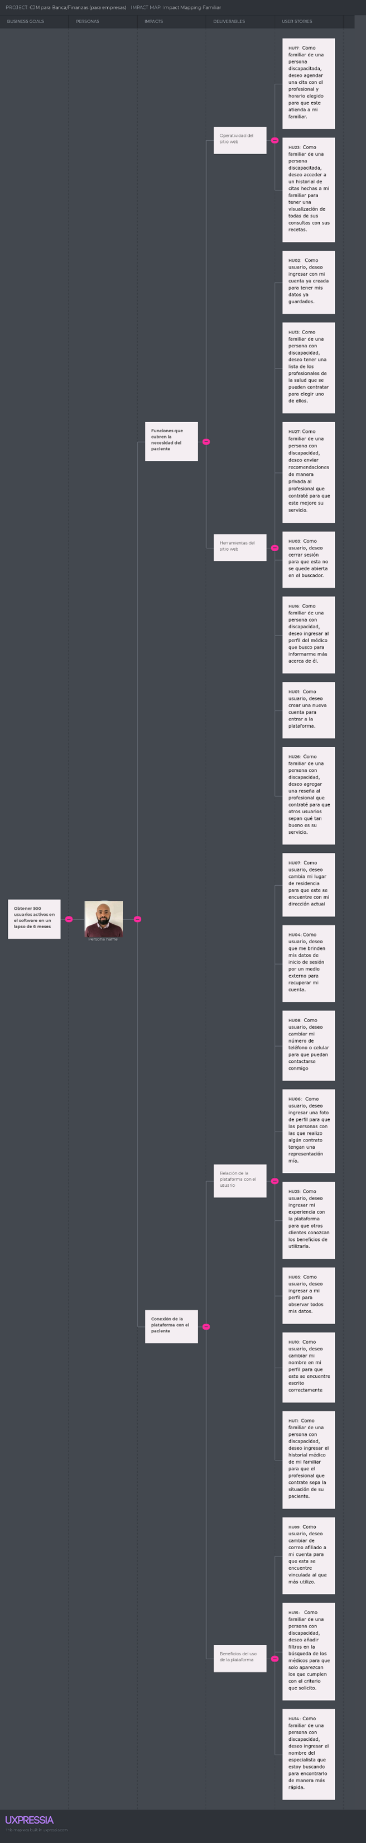 PROJECT: CJM para Banca/Finanzas (para empresas) IMPACT MAP: Impact Mapping Familiar
BUSINESS GOALS
PERSONAS
IMPACTS
DELIVERABLES
USER STORIES
Obtener 500
usuarios activos en
el software en un
lapso de 6 meses
Persona name
Funciones que
cubren la
necesidad del
paciente
Conexión de la
plataforma con el
paciente
Operatividad del
sitio web
Herramientas del
sitio web
Relación de la
plataforma con el
usuario
Beneficios del uso
de la plataforma
Como
familiar de una
persona
discapacitada,
deseo agendar
una cita con el
profesional y
horario elegido
para que este
atienda a mi
familiar.
Como
familiar de una
persona
discapacitada,
deseo acceder a
un historial de
citas hechas a mi
familiar para
tener una
visualización de
todas de sus
consultas con sus
recetas.
HU02: Como
usuario, deseo
ingresar con mi
cuenta ya creada
para tener mis
datos ya
guardados.
Como
familiar de una
persona con
discapacidad,
deseo tener una
lista de los
profesionales de
la salud que se
pueden contratar
para elegir uno
de ellos.
HU27: Como
familiar de una
persona con
discapacidad,
deseo enviar
recomendaciones
de manera
privada al
profesional que
contraté para que
este mejore su
servicio.
HU03: Como
usuario, deseo
cerrar sesión
para que esta no
se quede abierta
en el buscador.
Como
familiar de una
persona con
discapacidad,
deseo ingresar al
perfil del médico
que busco para
informarme más
acerca de él.
HU01: Como
usuario, deseo
crear una nueva
cuenta para
entrar a la
plataforma.
Como
familiar de una
persona con
discapacidad,
deseo agregar
una reseña al
profesional que
contraté para que
otros usuarios
sepan qué tan
bueno es su
servicio.
Como
usuario, deseo
cambia mi lugar
de residencia
para que este se
encuentre con mi
dirección actual
HU04: Como
usuario, deseo
que me brinden
mis datos de
inicio de sesión
por un medio
externo para
recuperar mi
cuenta.
Como
usuario, deseo
cambiar mi
número de
teléfono o celular
para que puedan
contactarse
conmigo
HU06: Como
usuario, deseo
ingresar una foto
de perfil para que
las personas con
las que realizo
algún contrato
tengan una
representación
mía.
Como
usuario, deseo
ingresar mi
experiencia con
la plataforma
para que otros
clientes conozcan
los beneficios de
utilizarla.
HU05: Como
usuario, deseo
ingresar a mi
perfil para
observar todos
mis datos.
HU10: Como
usuario, deseo
cambiar mi
nombre en mi
perfil para que
este se encuentre
escrito
correctamente
HU11: Como
familiar de una
persona con
discapacidad,
deseo ingresar el
historial médico
de mi familiar
para que el
profesional que
contraté sepa la
situación de su
paciente.
Como
usuario, deseo
cambiar de
correo afiliado a
mi cuenta para
que esta se
encuentre
vinculada al que
más utilizo.
Como
familiar de una
persona con
discapacidad,
deseo añadir
filtros en la
búsqueda de los
médicos para que
solo aparezcan
los que cumplen
con el criterio
que solicito.
HU14: Como
familiar de una
persona con
discapacidad,
deseo ingresar el
nombre del
especialista que
estoy buscando
para encontrarlo
de manera más
rápida.
UXPRESSIA